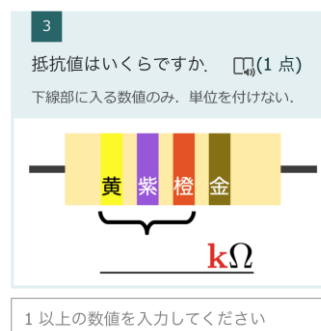 3
抵抗値はいくらですか. (1 点)
下線部に入る数値のみ. 単位を付けない.
黄 紫 橙 金
kΩ
1 以上の数値を入力してください